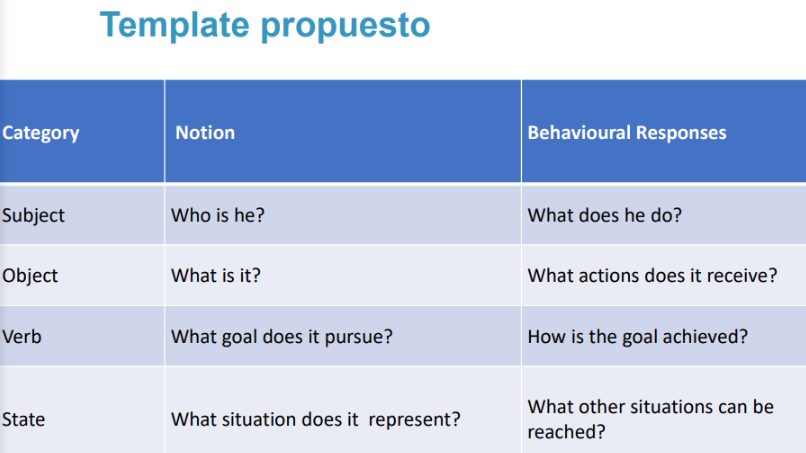 Template propuesto
Category Notion Behavioural Responses
Subject Who is he? What does he do?
Object What is it? What actions does it receive?
Verb What goal does it pursue? How is the goal achieved?
State What situation does it represent? What other situations can be
reached?